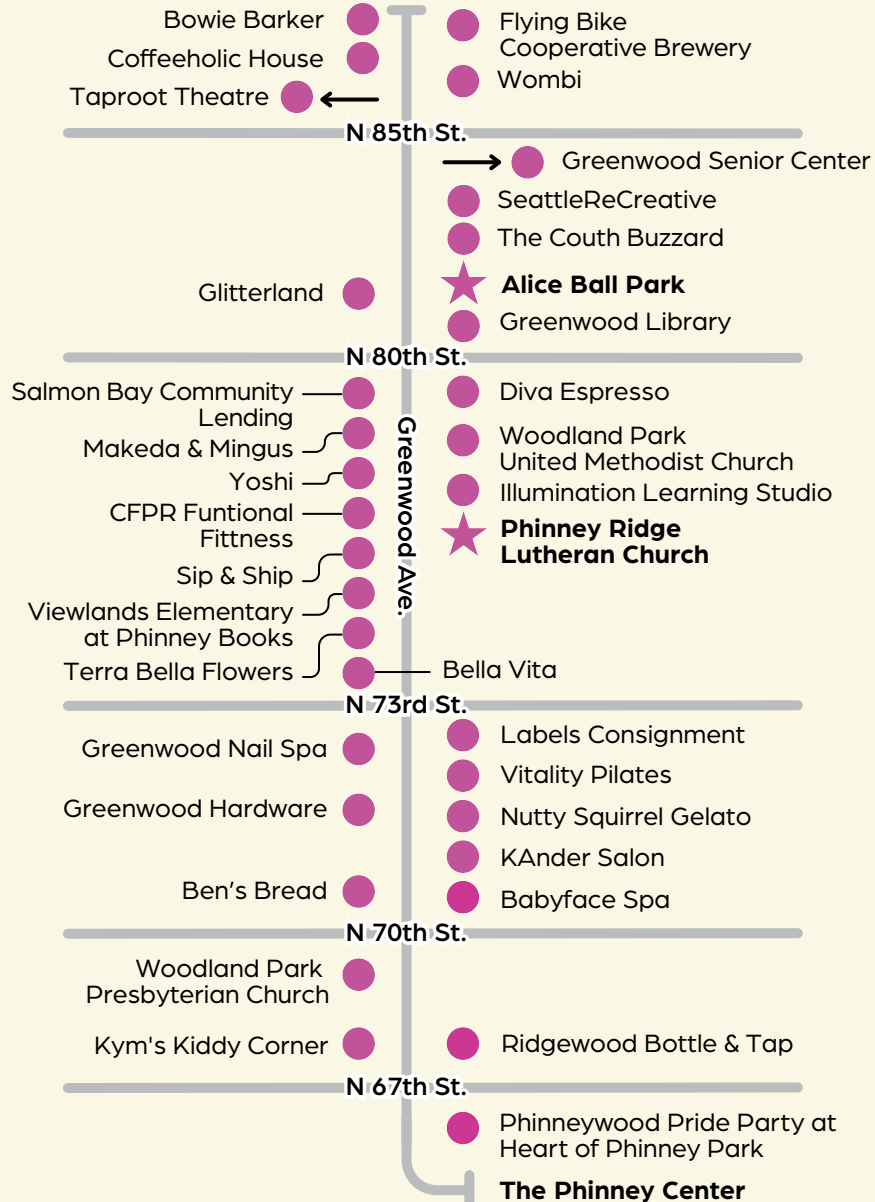 Bowie Barker
Flying Bike
Cooperative Brewery
Coffeeholic House
Wombi
Taproot Theatre
N 85th St.
Greenwood Senior Center
SeattleReCreative
The Couth Buzzard
Alice Ball Park
Glitterland
Greenwood Library
N 80th St.
Greenwood Ave.
Salmon Bay Community
Lending
Makeda & Mingus
Yoshi
CFPR Funtional
Fittness
Sip & Ship
Viewlands Elementary
at Phinney Books
Terra Bella Flowers
Diva Espresso
Woodland Park
United Methodist Church
Illumination Learning Studio
Phinney Ridge
Lutheran Church
Bella Vita
N 73rd St.
Greenwood Nail Spa
Greenwood Hardware
Ben's Bread
Labels Consignment
Vitality Pilates
Nutty Squirrel Gelato
KAnder Salon
Babyface Spa
N 70th St.
Woodland Park
Presbyterian Church
Kym's Kiddy Corner
Ridgewood Bottle & Tap
N 67th St.
Phinneywood Pride Party at
Heart of Phinney Park
The Phinney Center